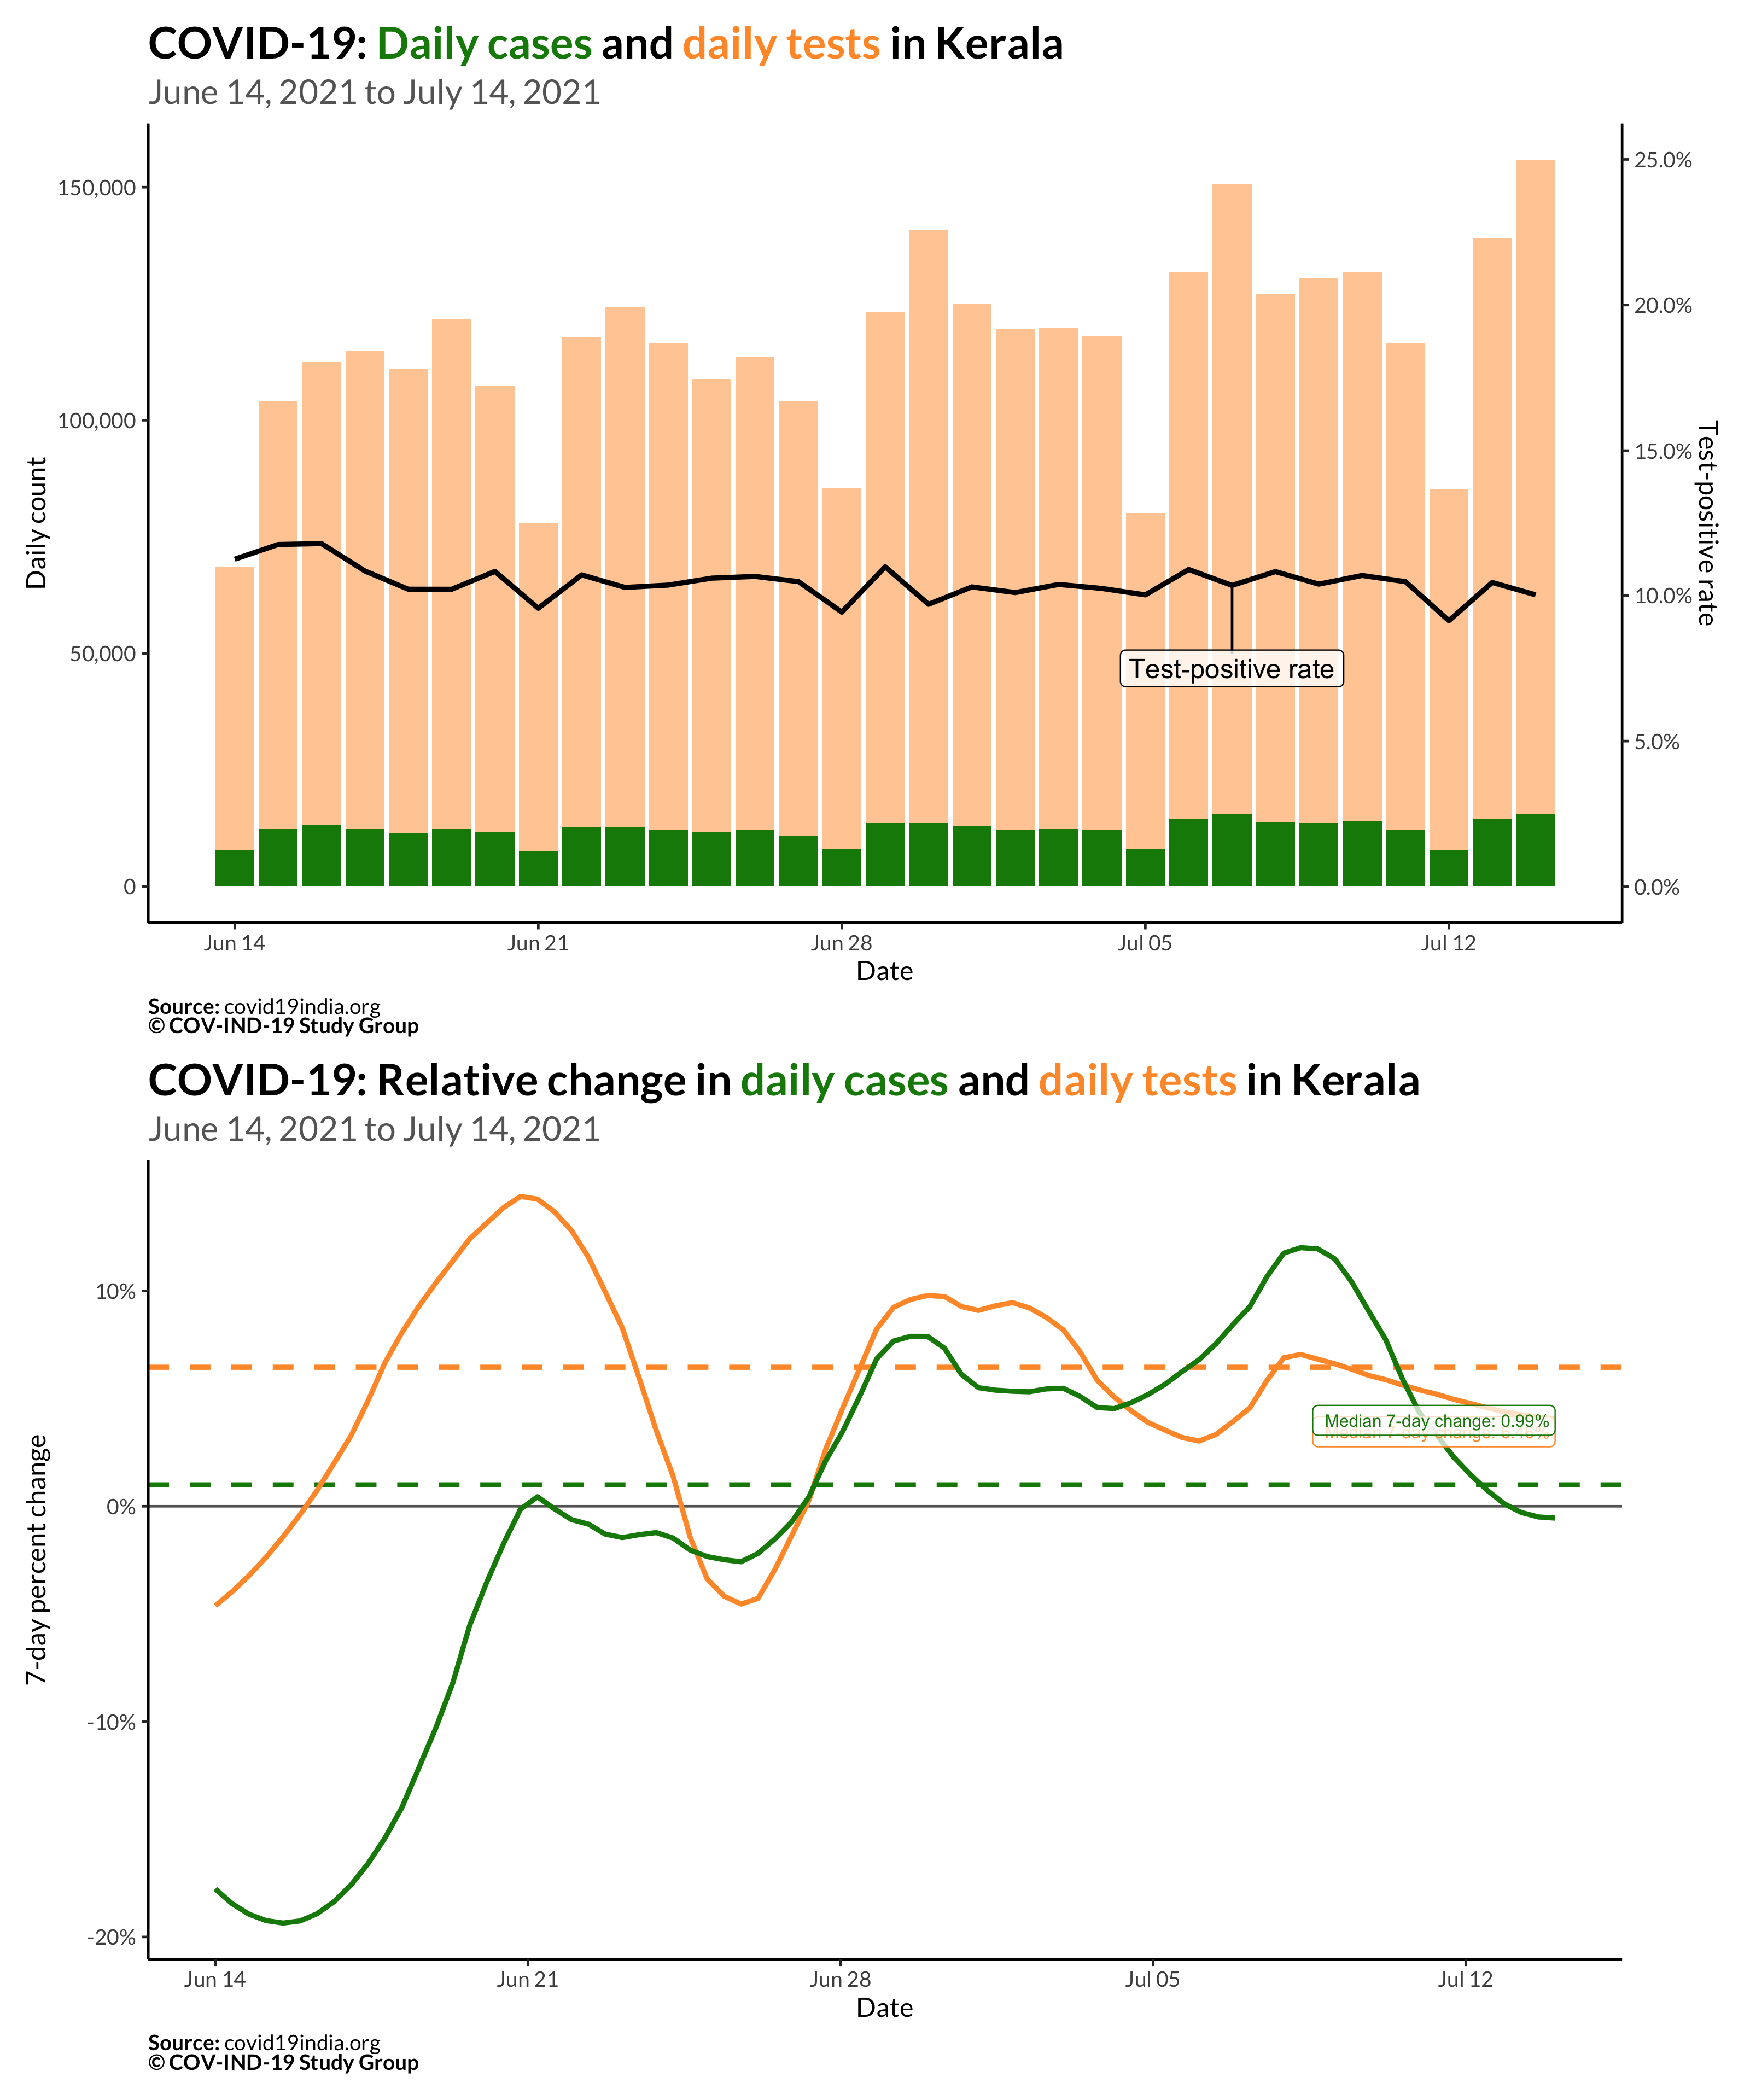 COVID-19: Daily cases and daily tests in Kerala
June 14, 2021 to July 14, 2021
Daily count
150,000
100,000
50,000
0
25.0%
20.0%
15.0%
10.0%
5.0%
0.0%
Test-positive rate
Test-positive rate
Jun 14
Jun 21
Jun 28
Jul 05
Jul 12
Date
Source: covid19india.org
© COV-IND-19 Study Group
COVID-19: Relative change in daily cases and daily tests in Kerala
June 14, 2021 to July 14, 2021
7-day percent change
10%
0%
-10%
-20%
Median 7-day change: 0.99%
Median 7-day change:
Jun 14
Jun 21
Jun 28
Jul 05
Jul 12
Date
Source: covid19india.org
© COV-IND-19 Study Group